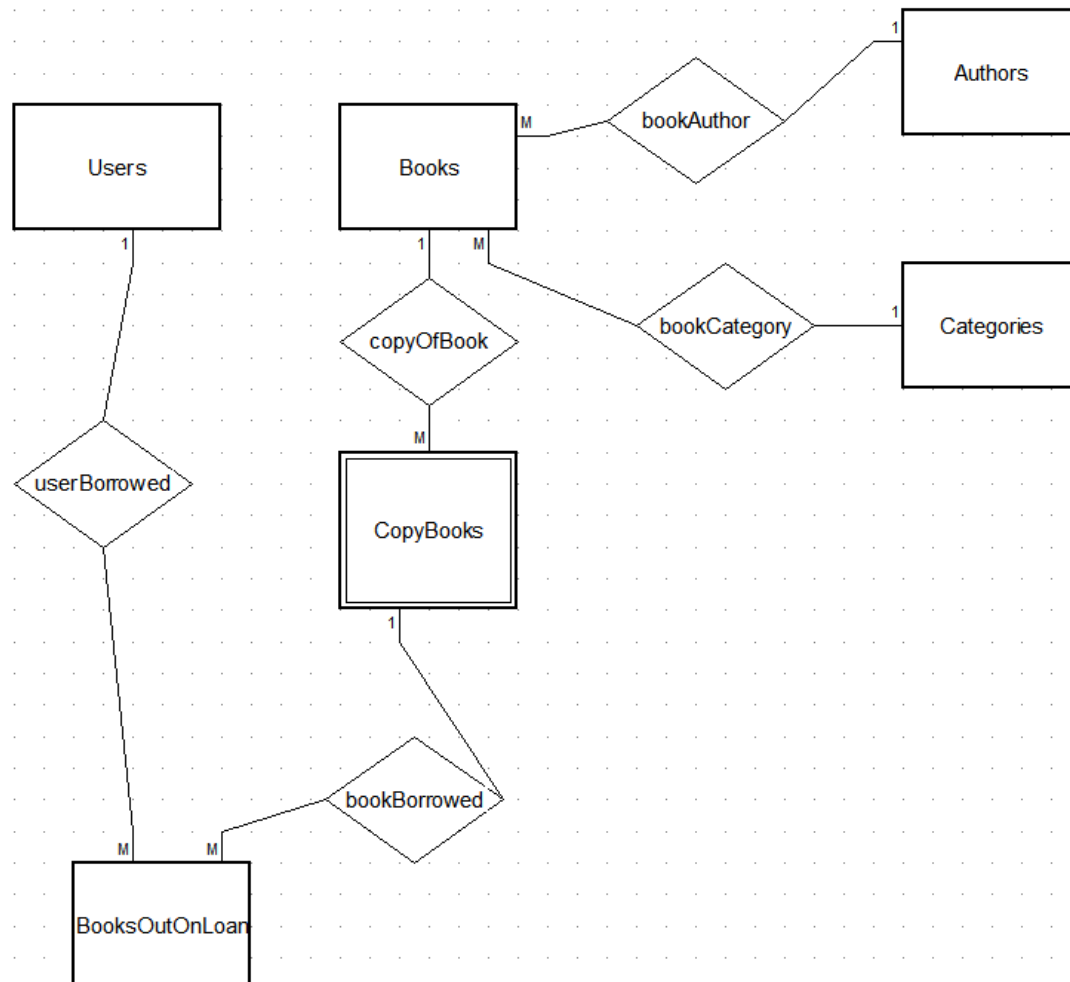 1
Authors
bookAuthor
M
Users
Books
1
1
M
1
bookCategory
Categories
copyOfBook
M
userBorrowed
CopyBooks
1
bookBorrowed
M
M
BooksOutOnLoan